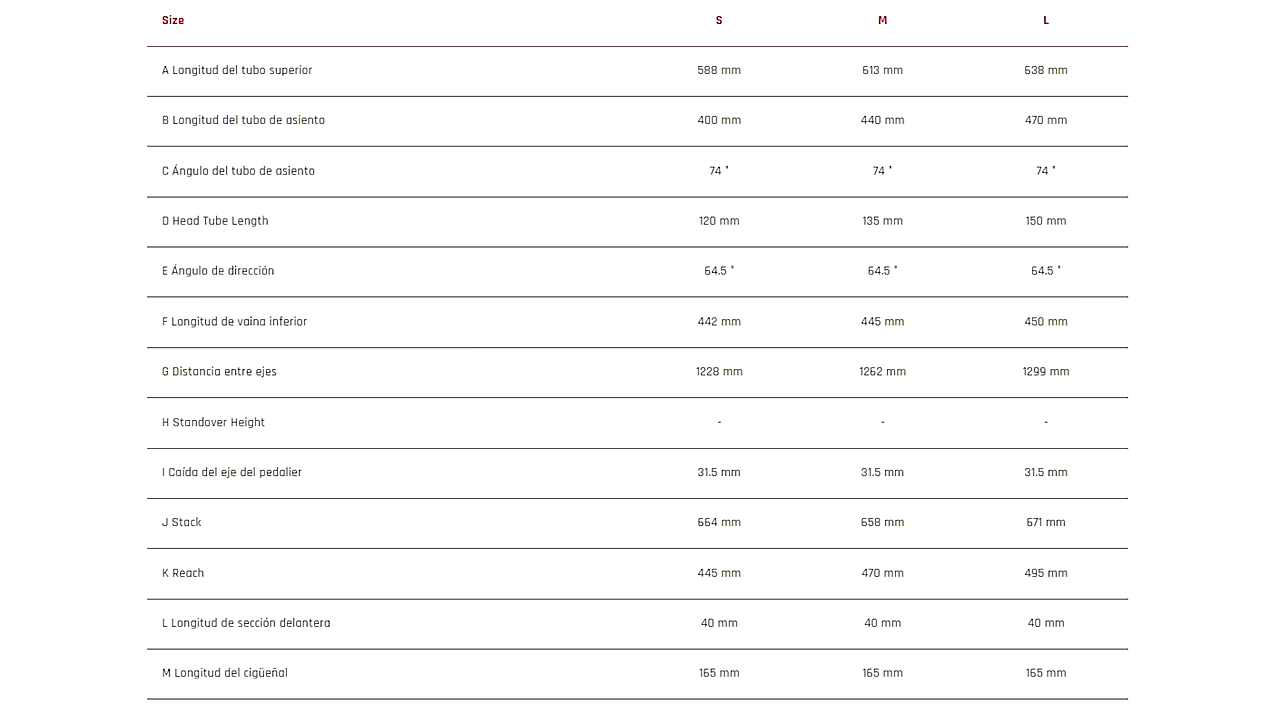 Size S M L
A Longitud del tubo superior 588 mm 613 mm 638 mm
B Longitud del tubo de asiento 400 mm 440 mm 470 mm
C Ángulo del tubo de asiento 74 ° 74 ° 74 °
D Head Tube Length 120 mm 135 mm 150 mm
E Ángulo de dirección 64.5 ° 64.5 ° 64.5 °
F Longitud de vaina inferior 442 mm 445 mm 450 mm
G Distancia entre ejes 1228 mm 1262 mm 1299 mm
H Standover Height - - -
I Caída del eje del pedalier 31.5 mm 31.5 mm 31.5 mm
J Stack 664 mm 658 mm 671 mm
K Reach 445 mm 470 mm 495 mm
L Longitud de sección delantera 40 mm 40 mm 40 mm
M Longitud del cigüeñal 165 mm 165 mm 165 mm